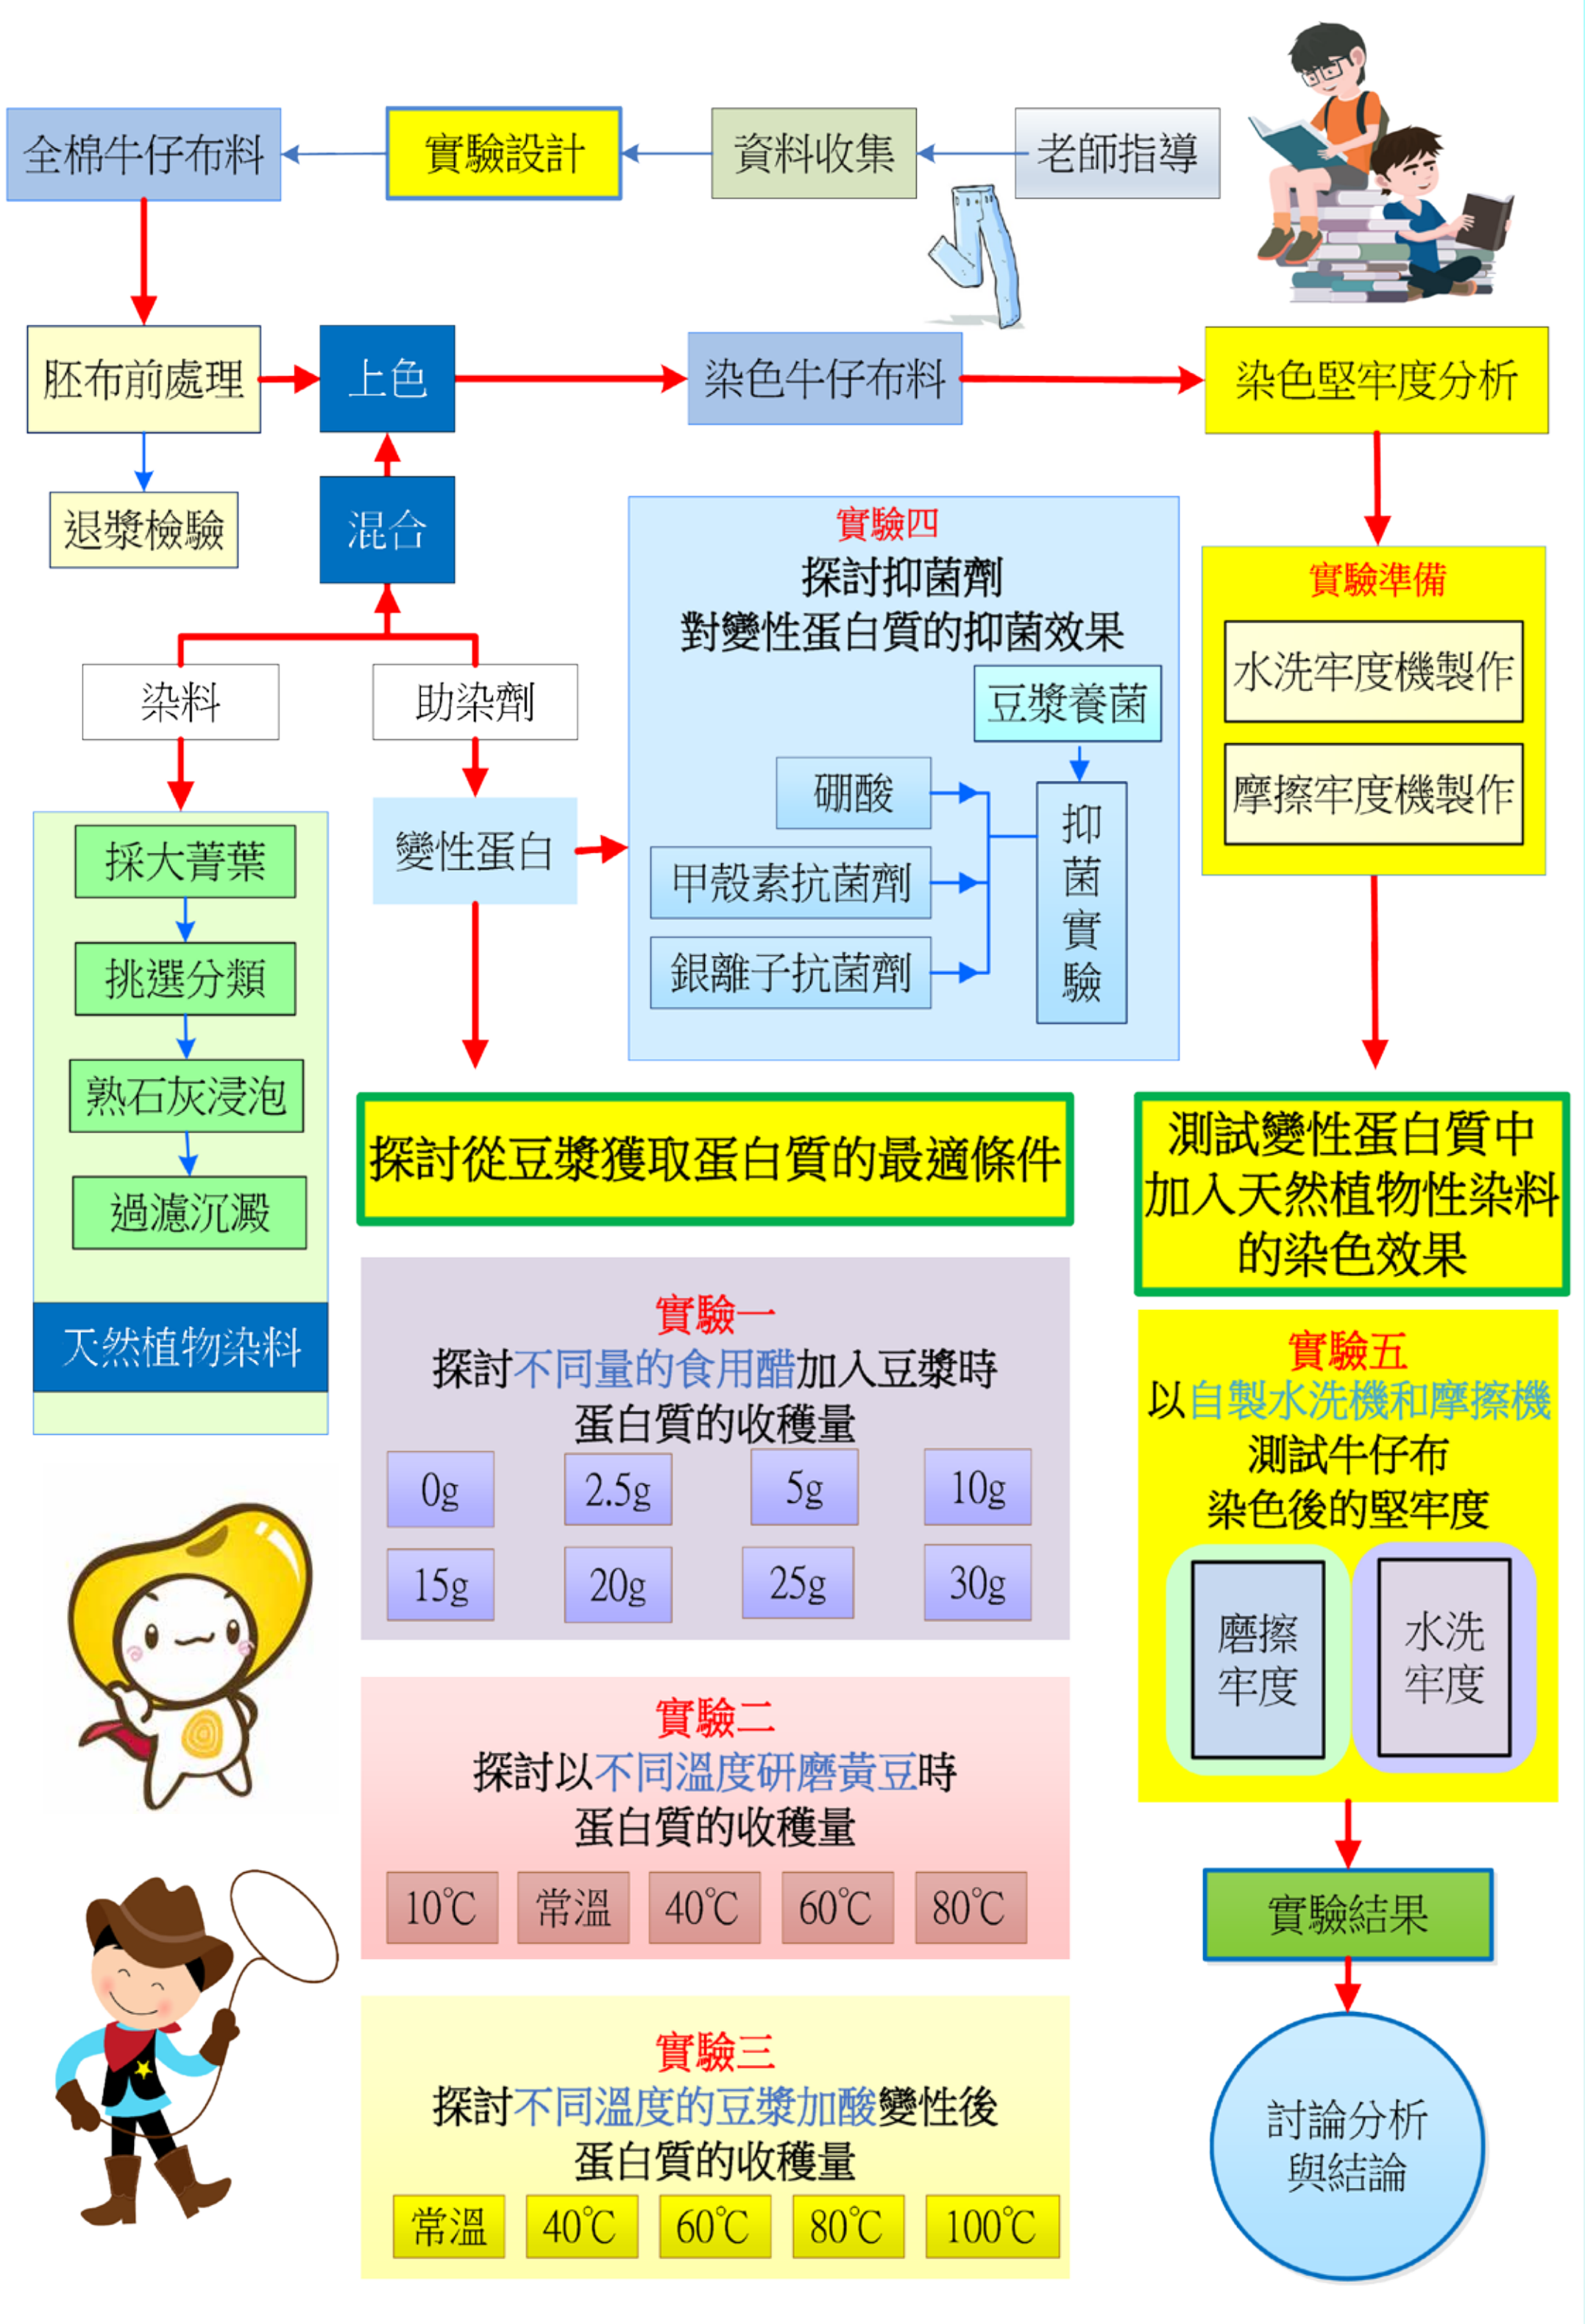 全棉牛仔布料
實驗設計
資料收集
老師指導
胚布前處理
上色
染色牛仔布料
染色堅牢度分析
退漿檢驗
混合
染料
助染劑
採大菁葉
挑選分類
熟石灰浸泡
過濾沉澱
天然植物染料
變性蛋白
實驗四
探討抑菌劑
對變性蛋白質的抑菌效果
豆漿養菌
硼酸
甲殼素抗菌劑
銀離子抗菌劑
抑
菌
實
驗
實驗準備
水洗牢度機製作
摩擦牢度機製作
探討從豆漿獲取蛋白質的最適條件
實驗一
探討不同量的食用醋加入豆漿時
蛋白質的收穫量
0g
2.5g
5g
10g
15g
20g
25g
30g
實驗二
探討以不同溫度研磨黃豆時
蛋白質的收穫量
10℃
常溫
40℃
60℃
80℃
實驗三
探討不同溫度的豆漿加酸變性後
蛋白質的收穫量
常溫
40℃
60℃
80℃
100℃
測試變性蛋白質中
加入天然植物性染料
的染色效果
實驗五
以自製水洗機和摩擦機
測試牛仔布
染色後的堅牢度
磨擦
牢度
水洗
牢度
實驗結果
討論分析
與結論